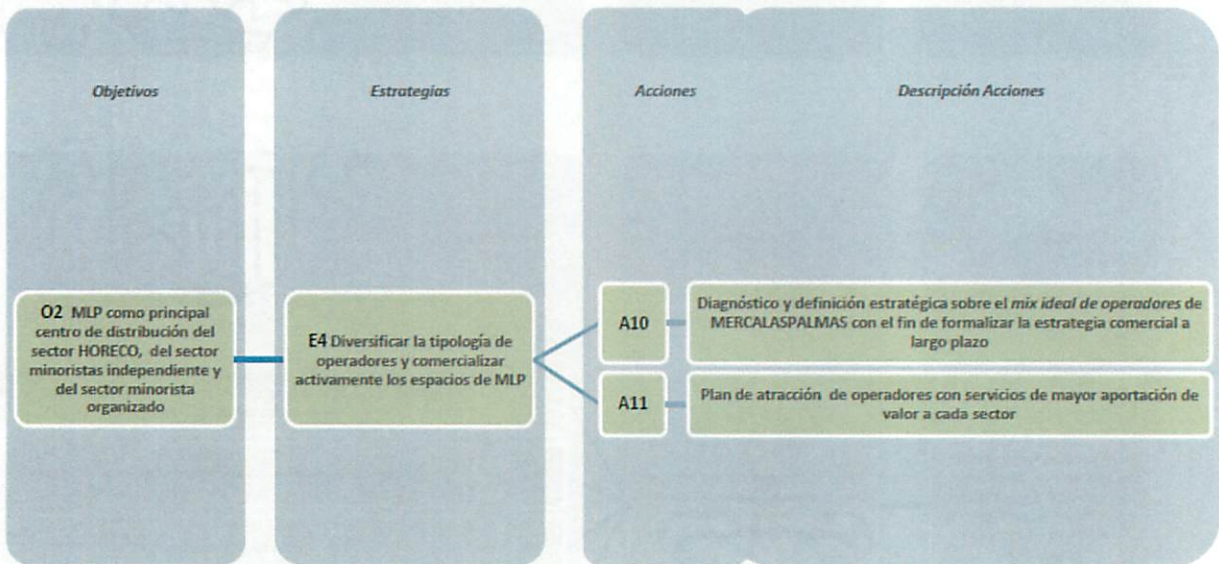 Objetivos
Estrategias
Acciones
Descripción Acciones
O2 MLP como principal
centro de distribución del
sector HORECO, del sector
minoristas independiente y
del sector minorista
organizado
E4 Diversificar la tipología de
operadores y comercializar
activamente los espacios de MLP
A10
Diagnóstico y definición estratégica sobre el mix ideal de operadores de
MERCALASPALMAS con el fin de formalizar la estrategia comercial a
largo plazo
A11
Plan de atracción de operadores con servicios de mayor aportación de
valor a cada sector